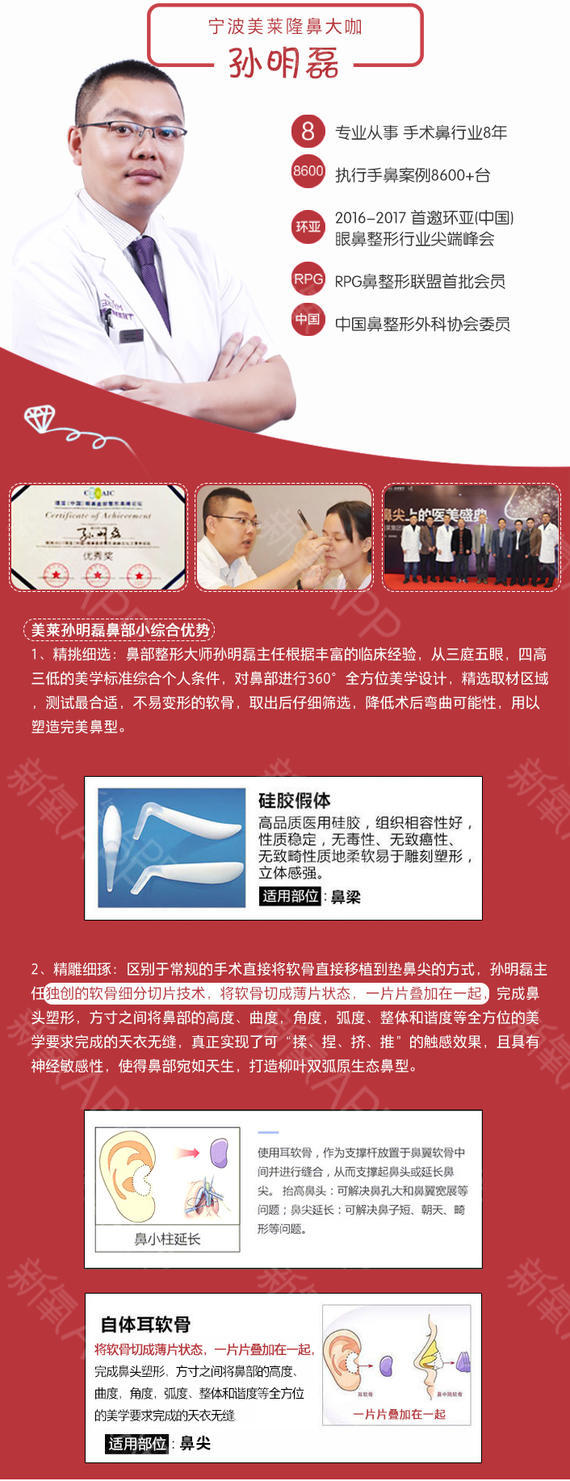 宁波美莱隆鼻大咖
孙明磊
8 专业从事 手术鼻行业8年
8600 执行手鼻案例8600+台
环亚 2016-2017 首邀环亚(中国)
眼鼻整形行业尖端峰会
RPG RPG鼻整形联盟首批会员
中国 中国鼻整形外科协会委员
Certificate of Achievement
孙明磊
优秀奖
鼻尖上的医美盛典
美莱孙明磊鼻部小综合优势
1、精挑细选：鼻部整形大师孙明磊主任根据丰富的临床经验，从三庭五眼，四高
三低的美学标准综合个人条件，对鼻部进行360°全方位美学设计，精选取材区域
，测试最合适，不易变形的软骨，取出后仔细筛选，降低术后弯曲可能性，用以
塑造完美鼻型。
硅胶假体
高品质医用硅胶，组织相容性好，
性质稳定，无毒性、无致癌性、
无致畸性质地柔软易于雕刻塑形，
立体感强。
适用部位：鼻梁
2、精雕细琢：区别于常规的手术直接将软骨直接移植到垫鼻尖的方式，孙明磊主
任独创的软骨细分切片技术，将软骨切成薄片状态，一片片叠加在一起，完成鼻
头塑形，方寸之间将鼻部的高度、曲度，角度，弧度、整体和谐度等全方位的美
学要求完成的天衣无缝，真正实现了可“揉、捏、挤、推”的触感效果，且具有
神经敏感性，使得鼻部宛如天生，打造柳叶双弧原生态鼻型。
鼻小柱延长
使用耳软骨，作为支撑杆放置于鼻翼软骨中
间并进行缝合，从而支撑起鼻头或延长鼻
尖。 抬高鼻头：可解决鼻孔大和鼻翼宽展等
问题；鼻尖延长：可解决鼻子短、朝天、畸
形等问题。
自体耳软骨
将软骨切成薄片状态，一片片叠加在一起，
完成鼻头塑形．方寸之间将鼻部的高度、
曲度，角度，弧度、整体和谐度等全方位
的美学要求完成的天衣无缝
适用部位：鼻尖
耳软骨
鼻中隔软骨
一片片叠加在一起
新氧APP